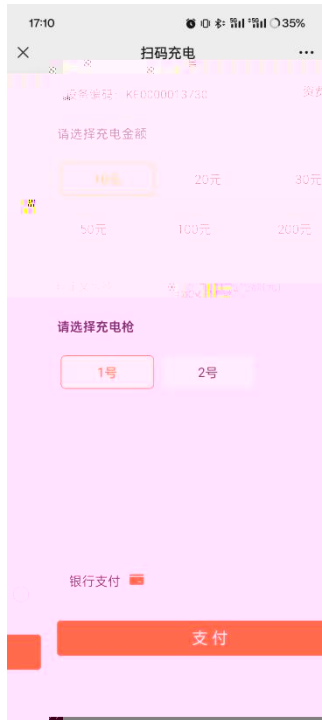 17:10
35%
扫码充电
请选择充电金额
20元
30元
50元
100元
200元
请选择充电枪
1号
2号
银行支付
支付